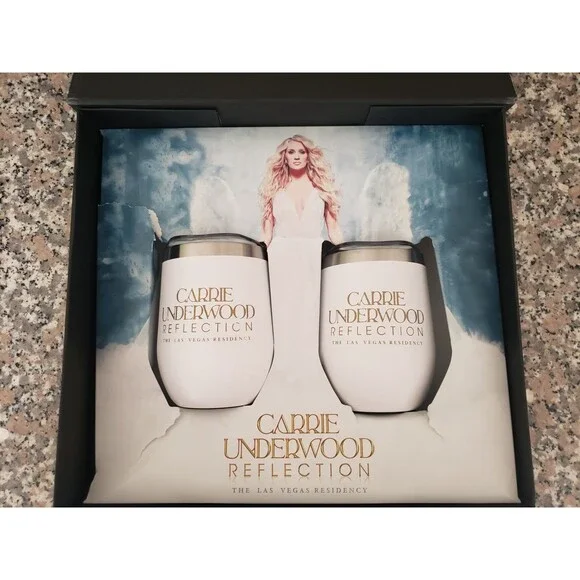 CARRIE
UNDERWOOD
REFLECTION
THE LAS VEGAS RESIDENCY
CARRIE
UNDERWOOD
REFLECTION
THE LAS VEGAS RESIDENCY
CARRIE
UNDERWOOD
REFLECTION
THE LAS VEGAS RESIDENCY